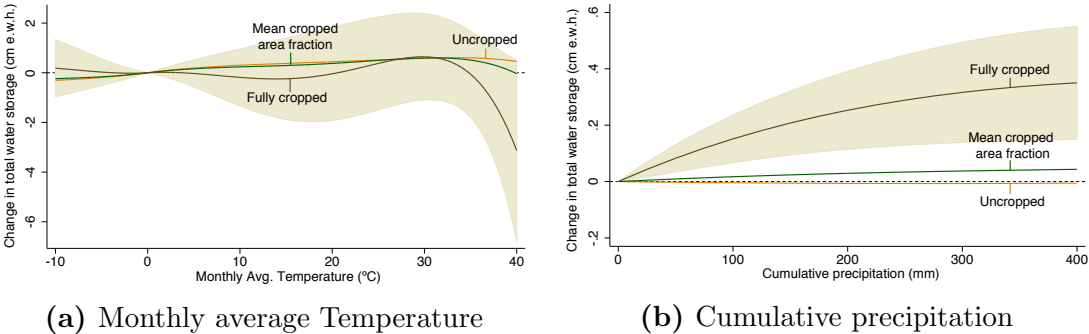 Change in total water storage (cm e.w.h.)
2
0
-2
-4
-6
Mean cropped
area fraction
Uncropped
Fully cropped
-10
0
10
20
30
40
Monthly Avg. Temperature (ºC)
(a) Monthly average Temperature
Change in total water storage (cm e.w.h.)
.6
.4
.2
0
-.2
Fully cropped
Mean cropped
area fraction
Uncropped
0
100
200
300
400
Cumulative precipitation (mm)
(b) Cumulative precipitation